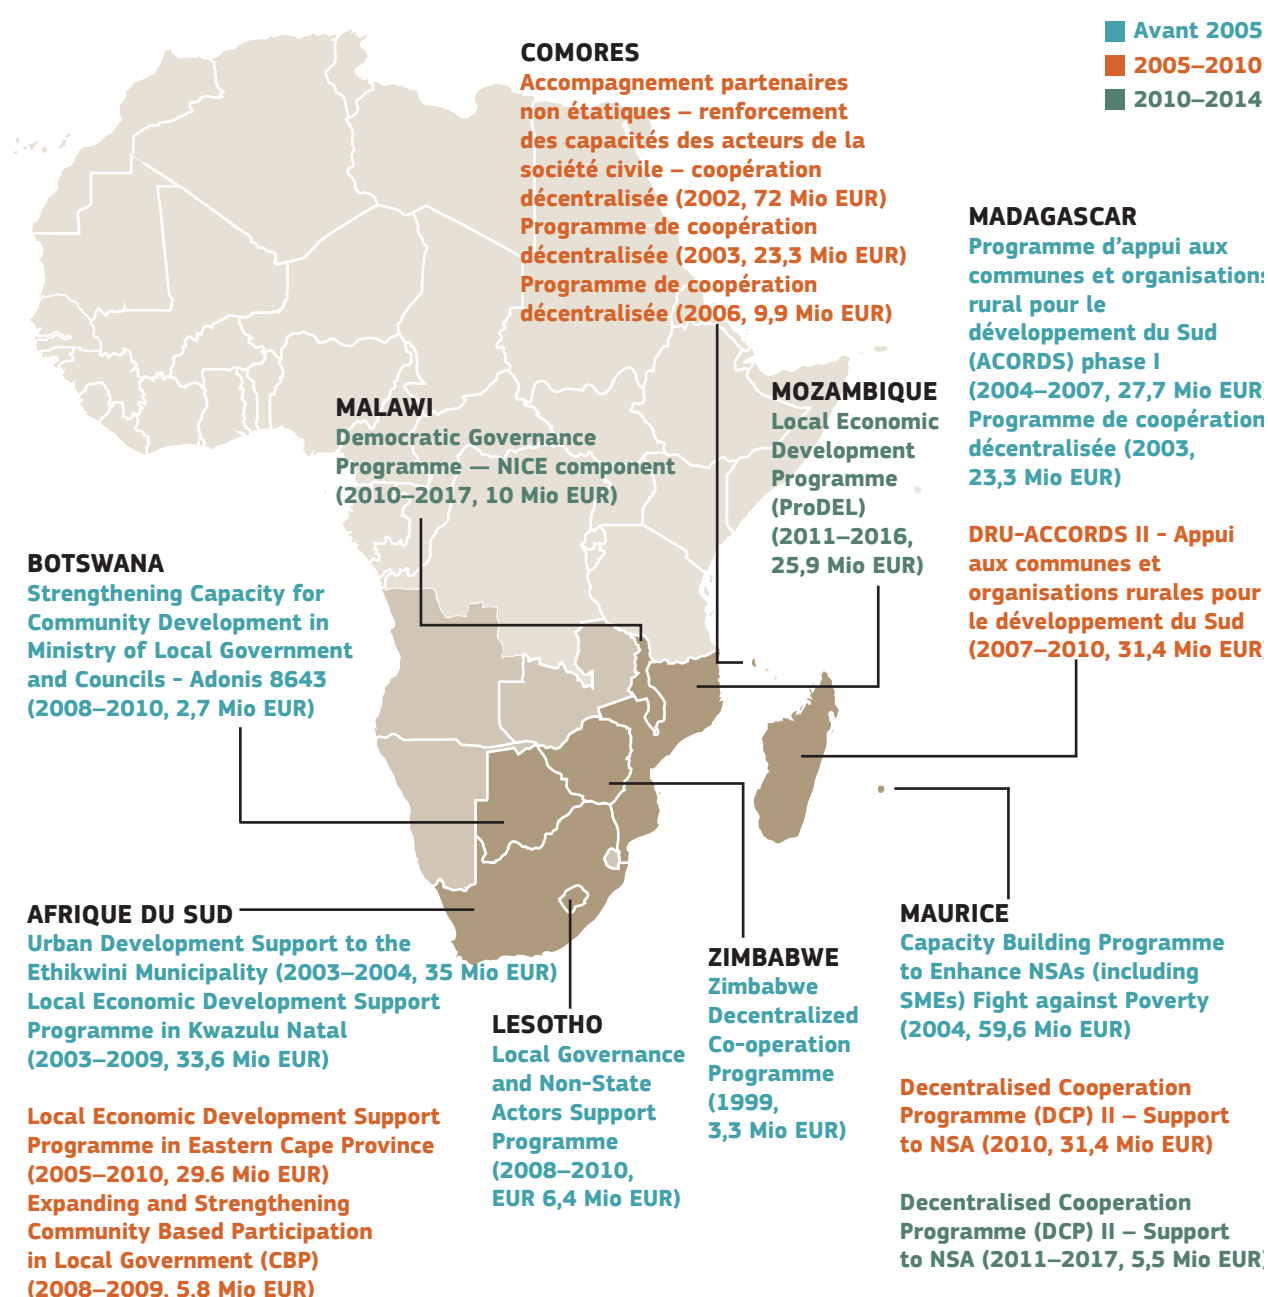 Avant 2005
2005–2010
2010–2014
COMORES
Accompagnement partenaires
non étatiques – renforcement
des capacités des acteurs de la
société civile – coopération
décentralisée (2002, 72 Mio EUR)
Programme de coopération
décentralisée (2003, 23,3 Mio EUR)
Programme de coopération
décentralisée (2006, 9,9 Mio EUR)
MADAGASCAR
Programme d’appui aux
communes et organisations
rural pour le
développement du Sud
(ACORDS) phase I
(2004–2007, 27,7 Mio EUR)
Programme de coopération
décentralisée (2003,
23,3 Mio EUR)
DRU-ACCORDS II - Appui
aux communes et
organisations rurales pour
le développement du Sud
(2007–2010, 31,4 Mio EUR)
MOZAMBIQUE
Local Economic
Development
Programme
(ProDEL)
(2011–2016,
25,9 Mio EUR)
MALAWI
Democratic Governance
Programme — NICE component
(2010–2017, 10 Mio EUR)
BOTSWANA
Strengthening Capacity for
Community Development in
Ministry of Local Government
and Councils - Adonis 8643
(2008–2010, 2,7 Mio EUR)
AFRIQUE DU SUD
Urban Development Support to the
Ethikwini Municipality (2003–2004, 35 Mio EUR)
Local Economic Development Support
Programme in Kwazulu Natal
(2003–2009, 33,6 Mio EUR)
Local Economic Development Support
Programme in Eastern Cape Province
(2005–2010, 29.6 Mio EUR)
Expanding and Strengthening
Community Based Participation
in Local Government (CBP)
(2008–2009, 5,8 Mio EUR)
LESOTHO
Local Governance
and Non-State
Actors Support
Programme
(2008–2010,
EUR 6,4 Mio EUR)
ZIMBABWE
Zimbabwe
Decentralized
Co-operation
Programme
(1999,
3,3 Mio EUR)
MAURICE
Capacity Building Programme
to Enhance NSAs (including
SMEs) Fight against Poverty
(2004, 59,6 Mio EUR)
Decentralised Cooperation
Programme (DCP) II – Support
to NSA (2010, 31,4 Mio EUR)
Decentralised Cooperation
Programme (DCP) II – Support
to NSA (2011–2017, 5,5 Mio EUR)